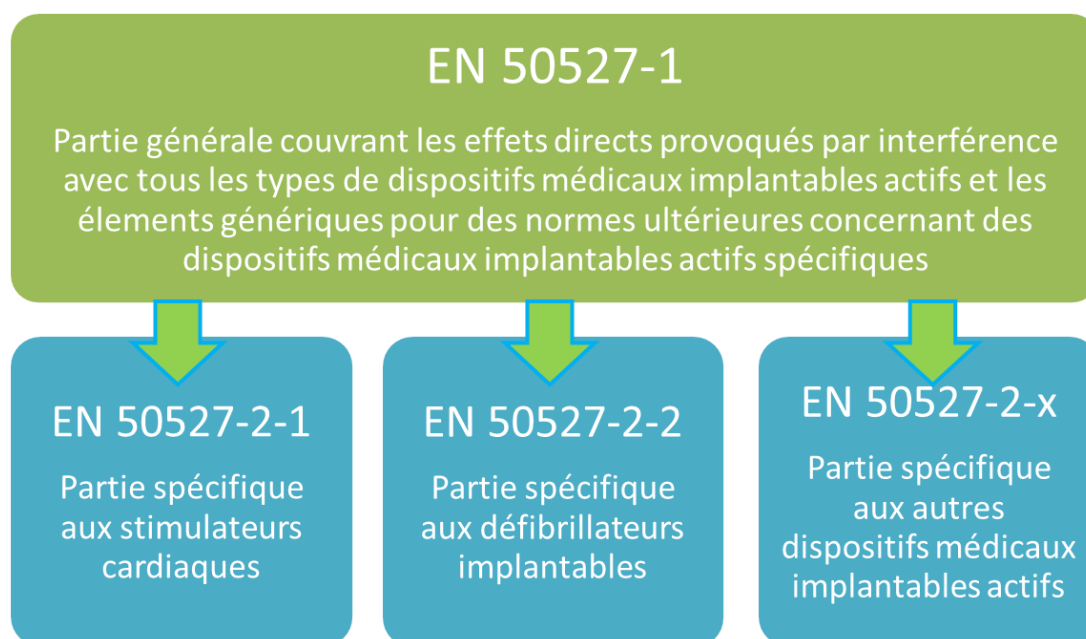 EN 50527-1
Partie générale couvrant les effets directs provoqués par interférence
avec tous les types de dispositifs médicaux implantables actifs et les
élements génériques pour des normes ultérieures concernant des
dispositifs médicaux implantables actifs spécifiques
EN 50527-2-1
Partie spécifique
aux stimulateurs
cardiaques
EN 50527-2-2
Partie spécifique
aux défibrillateurs
implantables
EN 50527-2-x
Partie spécifique
aux autres
dispositifs médicaux
implantables actifs